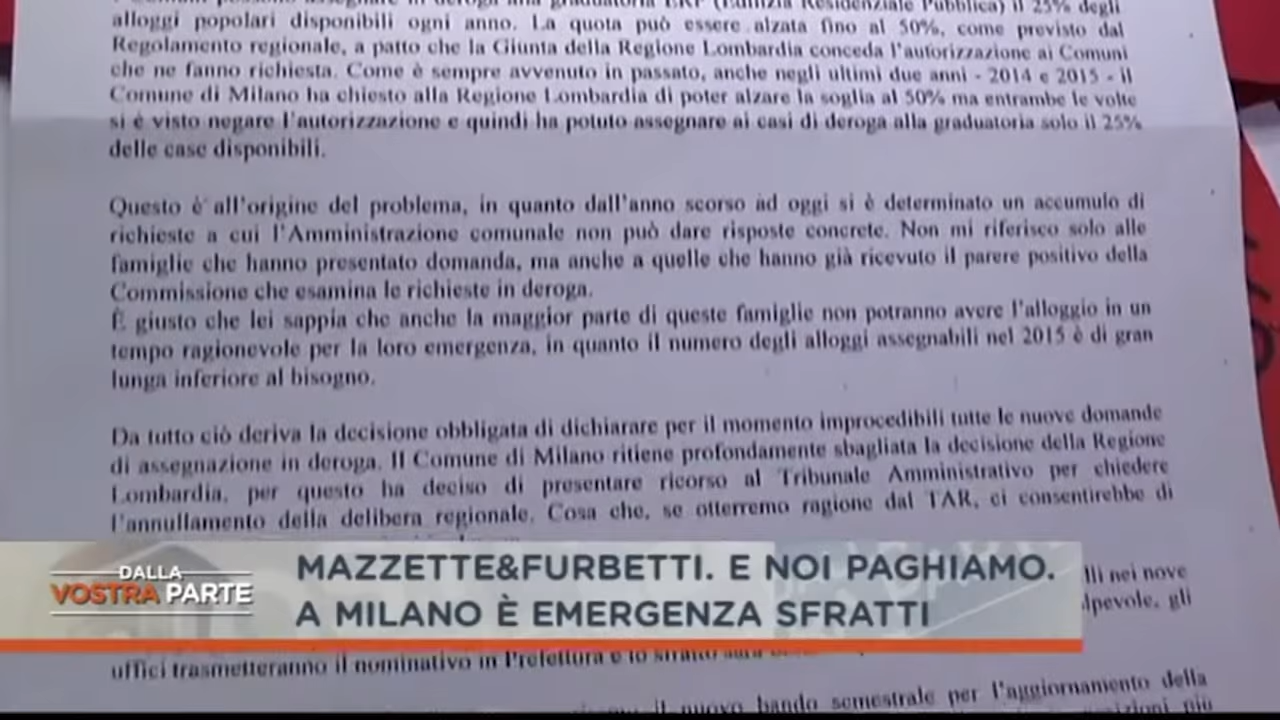 alloggi popolari disponibili ogni anno. La quota può essere alzata fino al 50%, come previsto dal
Regolamento regionale, a patto che la Giunta della Regione Lombardia conceda l'autorizzazione ai Comuni
che ne fanno richiesta. Come è sempre avvenuto in passato, anche negli ultimi due anni - 2014 e 2015 - il
Comune di Milano ha chiesto alla Regione Lombardia di poter alzare la soglia al 50% ma entrambe le volte
si è visto negare l'autorizzazione e quindi ha potuto assegnare ai casi di deroga alla graduatoria solo il 25%
delle case disponibili.
Questo è all'origine del problema, in quanto dall'anno scorso ad oggi si è determinato un accumulo di
richieste a cui l'Amministrazione comunale non può dare risposte concrete. Non mi riferisco solo alle
famiglie che hanno presentato domanda, ma anche a quelle che hanno già ricevuto il parere positivo della
Commissione che esamina le richieste in deroga.
È giusto che lei sappia che anche la maggior parte di queste famiglie non potranno avere l'alloggio in un
tempo ragionevole per la loro emergenza, in quanto il numero degli alloggi assegnabili nel 2015 è di gran
lunga inferiore al bisogno.
Da tutto ciò deriva la decisione obbligata di dichiarare per il momento improcedibili tutte le nuove domande
di assegnazione in deroga. Il Comune di Milano ritiene profondamente sbagliata la decisione della Regione
Lombardia, per questo ha deciso di presentare ricorso al Tribunale Amministrativo per chiedere
l'annullamento della delibera regionale. Cosa che, se otterremo ragione dal TAR, ci consentirebbe di
nei nove
gli
DALLA
VOSTRA PARTE
MAZZETTE&FURBETTI. E NOI PAGHIAMO.
A MILANO È EMERGENZA SFRATTI
uffici trasmetteranno il nominativo in Prefettura e lo
il nuovo bando semestrale per l'aggiornamento della
più